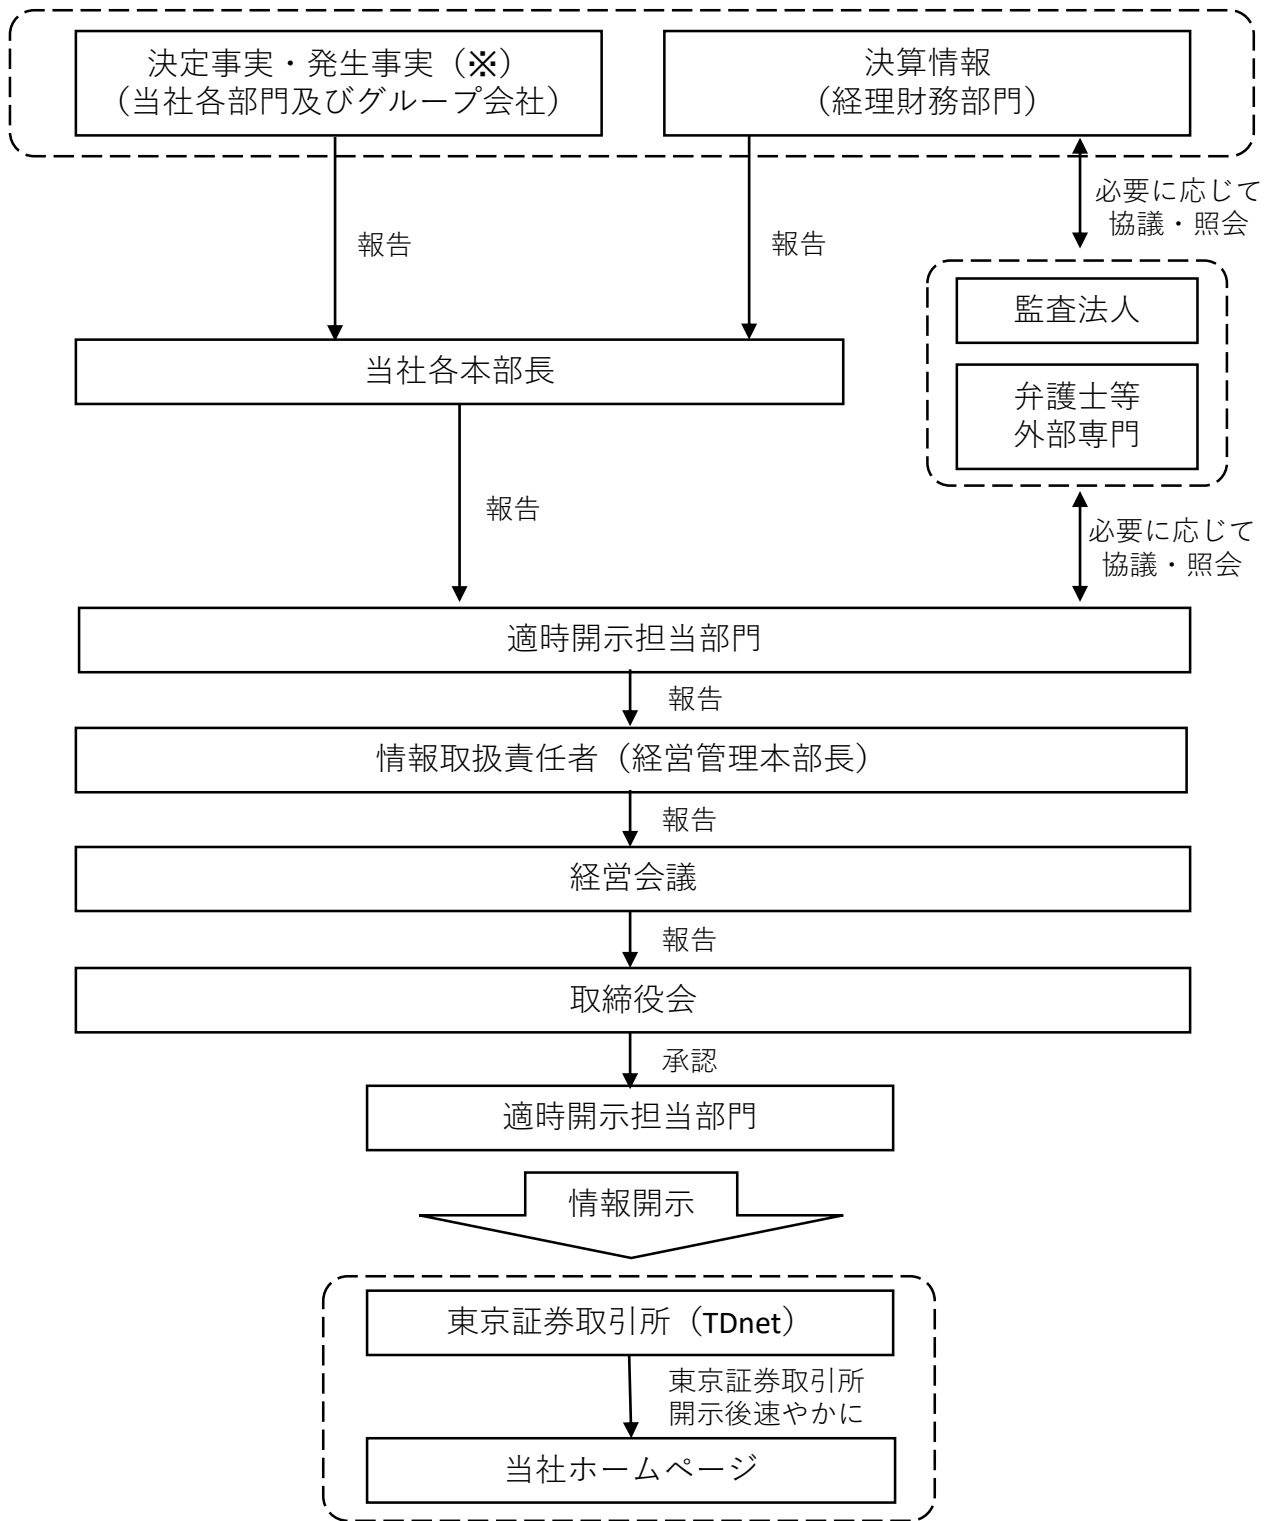 決定事実・発生事実（※）
（当社各部門及びグループ会社）
決算情報
（経理財務部門）
必要に応じて
協議・照会
報告
報告
監査法人
当社各本部長
弁護士等
外部専門
報告
必要に応じて
協議・照会
適時開示担当部門
報告
情報取扱責任者（経営管理本部長）
報告
経営会議
報告
取締役会
承認
適時開示担当部門
情報開示
東京証券取引所（TDnet）
東京証券取引所
開示後速やかに
当社ホームページ